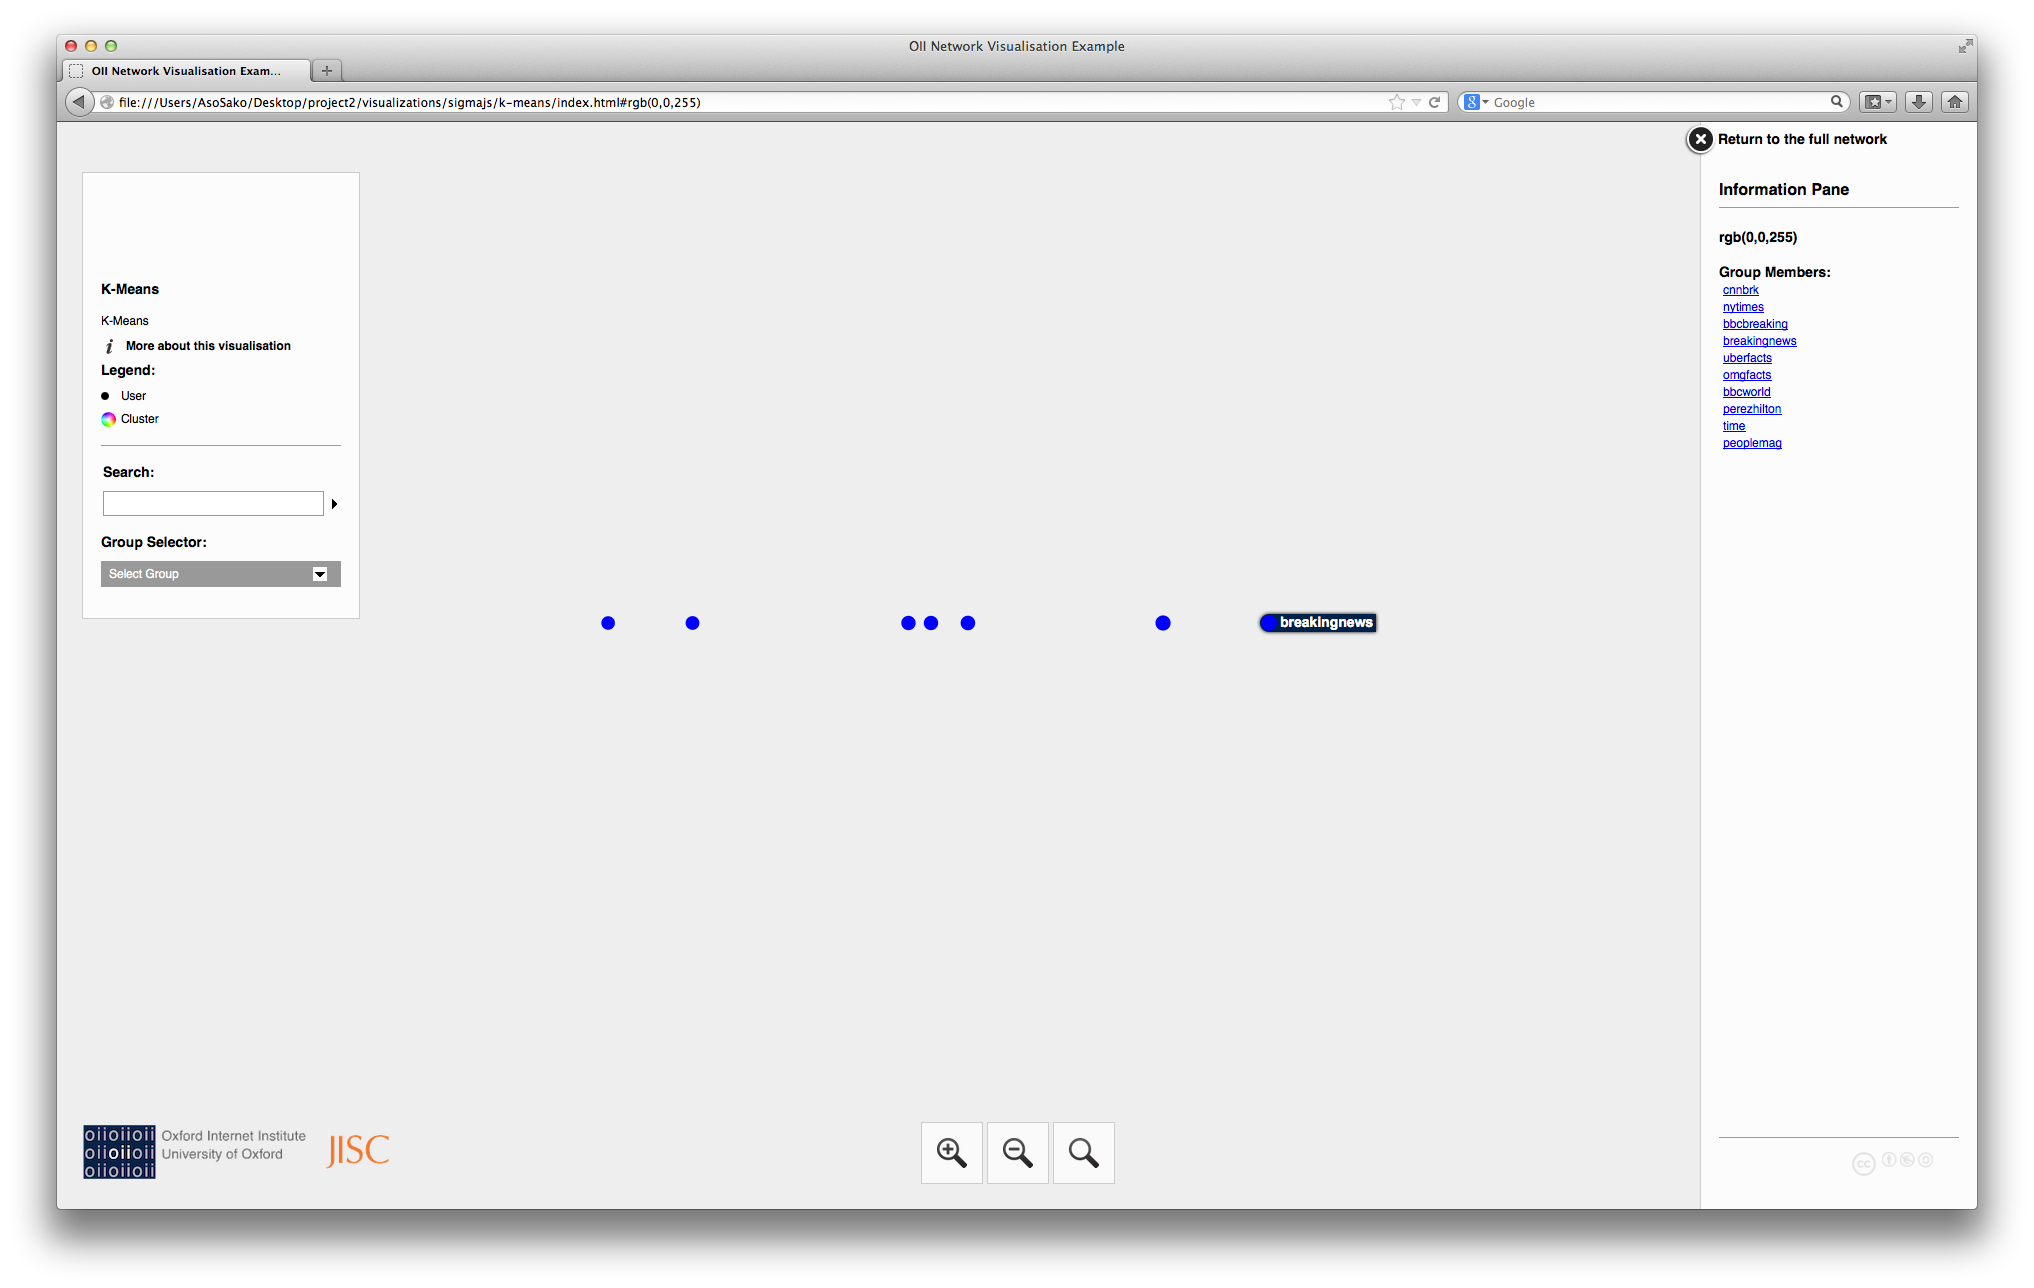 OII Network Visualisation Example
OII Network Visualisation Exam...
file:///Users/AsoSako/Desktop/project2/visualizations/sigmajs/k-means/index.html#rgb(0,0,255)
Google
Return to the full network
Information Pane
rgb(0,0,255)
Group Members:
cnnbrk
nytimes
bbcbreaking
breakingnews
uberfacts
omgfacts
bbcworld
perezhilton
time
peoplemag
K-Means
K-Means
More about this visualisation
Legend:
User
Cluster
Search:
Group Selector:
Select Group
breakingnews
oiioiioii
oiioiioii
oiioiioii
Oxford Internet Institute
University of Oxford
JISC
cc